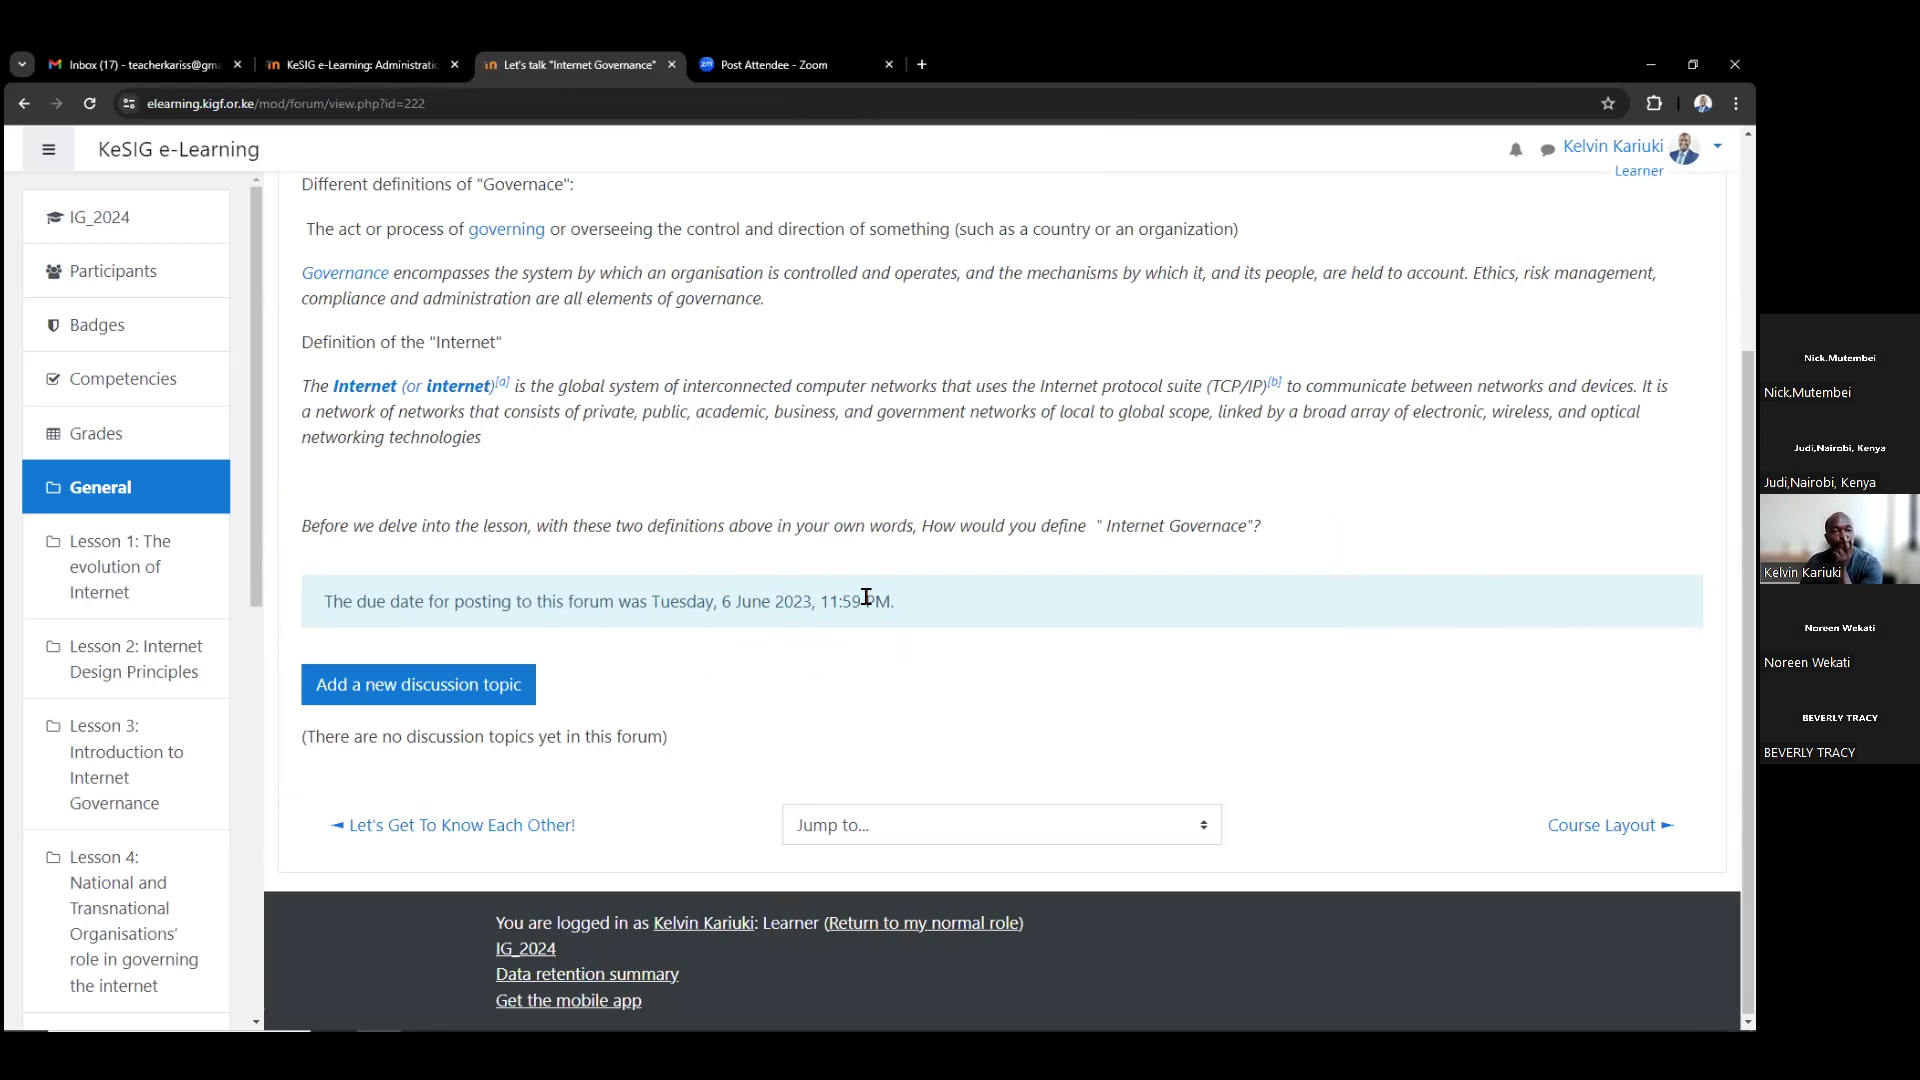 Inbox (17) - teacherkariss@gma
KeSIG e-Learning: Administratio
Let's talk "Internet Governance"
Post Attendee - Zoom
elearning.kigf.or.ke/mod/forum/view.php?id=222
KeSIG e-Learning
Kelvin Kariuki
Learner
IG_2024
Participants
Badges
Competencies
Grades
General
Lesson 1: The
evolution of
Internet
Lesson 2: Internet
Design Principles
Lesson 3:
Introduction to
Internet
Governance
Lesson 4:
National and
Transnational
Organisations'
role in governing
the internet
Different definitions of "Governace":
The act or process of governing or overseeing the control and direction of something (such as a country or an organization)
Governance encompasses the system by which an organisation is controlled and operates, and the mechanisms by which it, and its people, are held to account. Ethics, risk management,
compliance and administration are all elements of governance.
Definition of the "Internet"
The Internet (or internet)[a] is the global system of interconnected computer networks that uses the Internet protocol suite (TCP/IP)[b] to communicate between networks and devices. It is
a network of networks that consists of private, public, academic, business, and government networks of local to global scope, linked by a broad array of electronic, wireless, and optical
networking technologies
Before we delve into the lesson, with these two definitions above in your own words, How would you define " Internet Governace"?
The due date for posting to this forum was Tuesday, 6 June 2023, 11:59 PM.
Add a new discussion topic
(There are no discussion topics yet in this forum)
◄ Let's Get To Know Each Other!
Jump to...
Course Layout ►
You are logged in as Kelvin Kariuki: Learner (Return to my normal role)
IG_2024
Data retention summary
Get the mobile app
Nick.Mutembei
Nick.Mutembei
Judi,Nairobi, Kenya
Judi,Nairobi, Kenya
Kelvin Kariuki
Noreen Wekati
Noreen Wekati
BEVERLY TRACY
BEVERLY TRACY